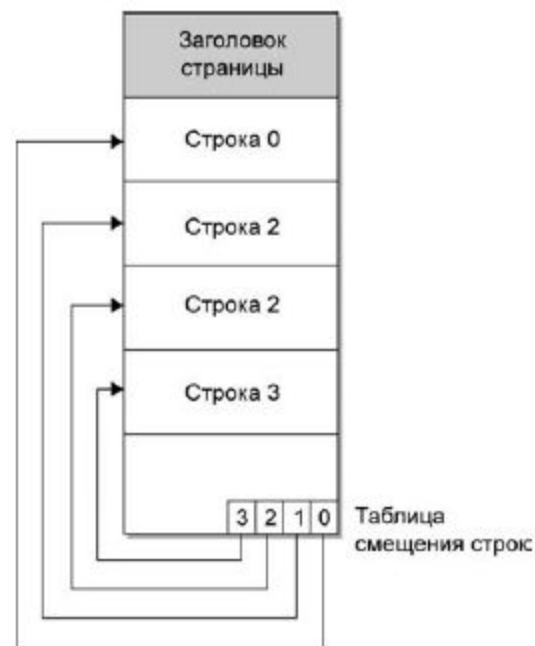 Заголовок
страницы
Строка 0
Строка 2
Строка 2
Строка 3
3 2 1 0
Таблица
смещения строк